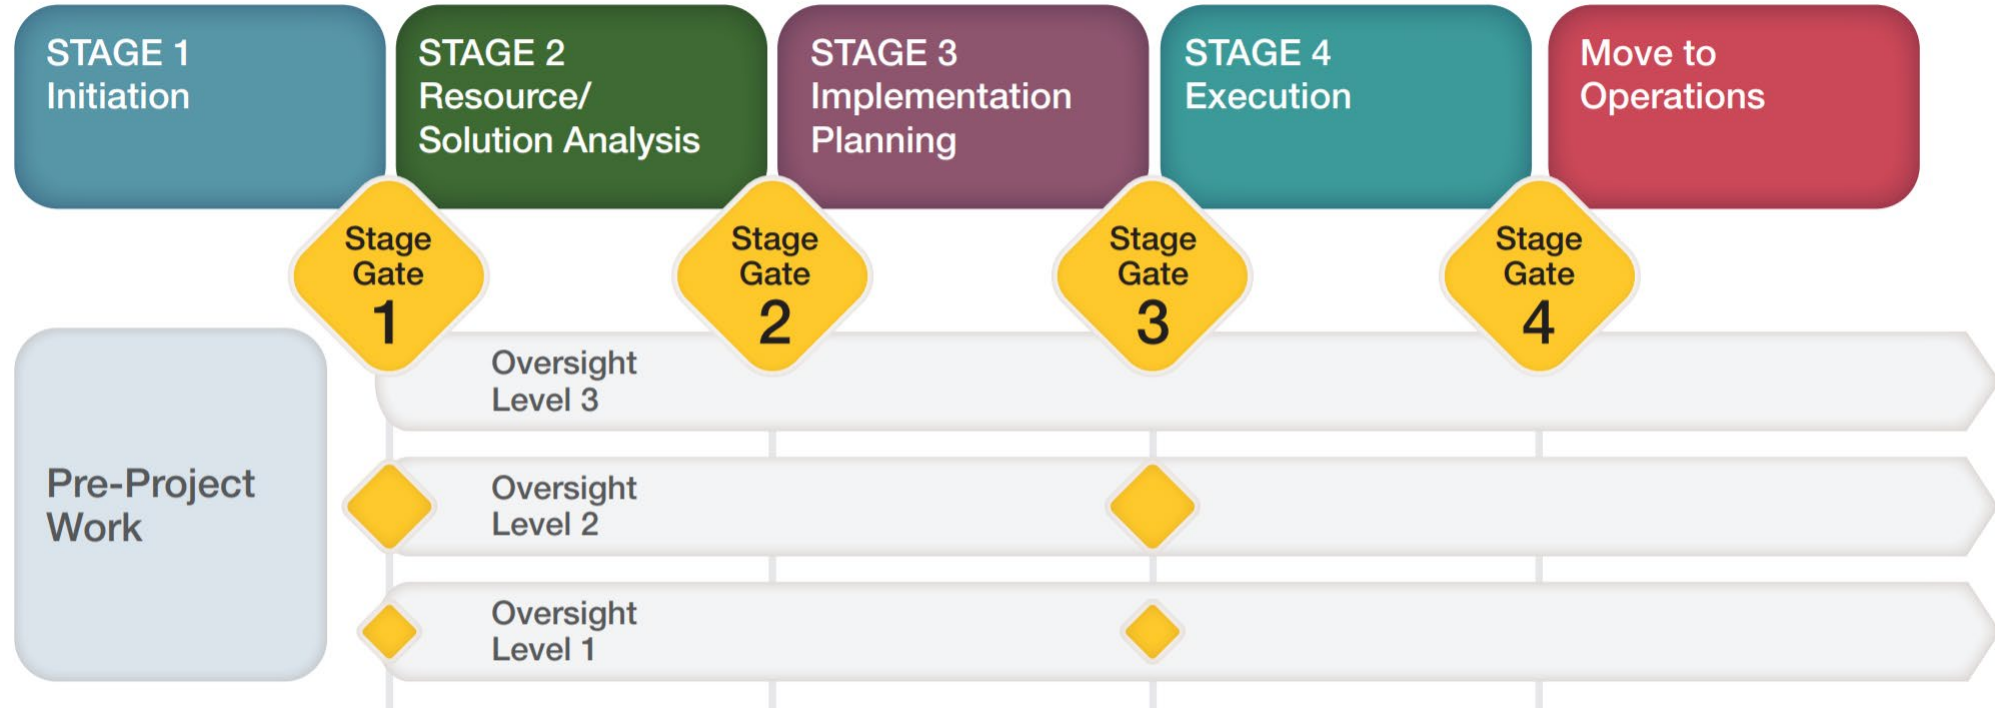 STAGE 1
Initiation
STAGE 2
Resource/
Solution Analysis
STAGE 3
Implementation
Planning
STAGE 4
Execution
Move to
Operations
Stage
Gate
1
Stage
Gate
2
Stage
Gate
3
Stage
Gate
4
Pre-Project
Work
Oversight
Level 3
Oversight
Level 2
Oversight
Level 1